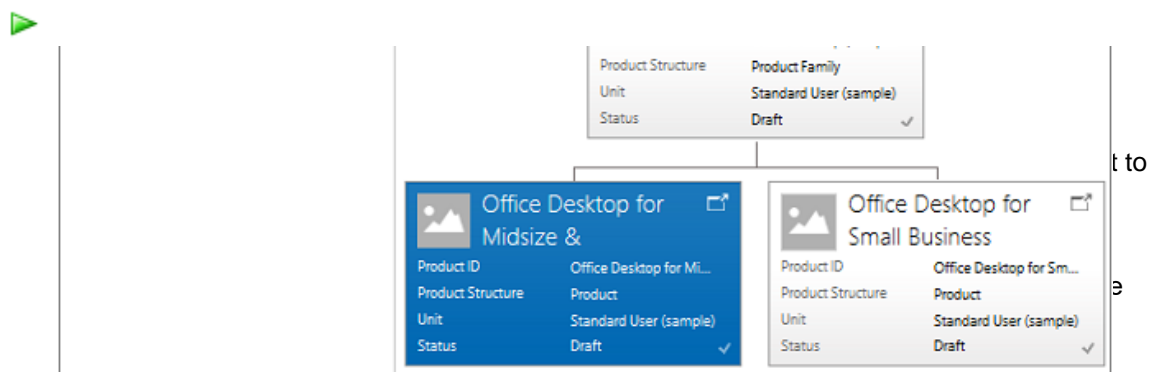 Product Structure Product Family
Unit Standard User (sample)
Status Draft
t to
Office Desktop for
Midsize &
Product ID Office Desktop for Mi...
Product Structure Product
Unit Standard User (sample)
Status Draft
Office Desktop for
Small Business
Product ID Office Desktop for Sm...
Product Structure Product
Unit Standard User (sample)
Status Draft
e